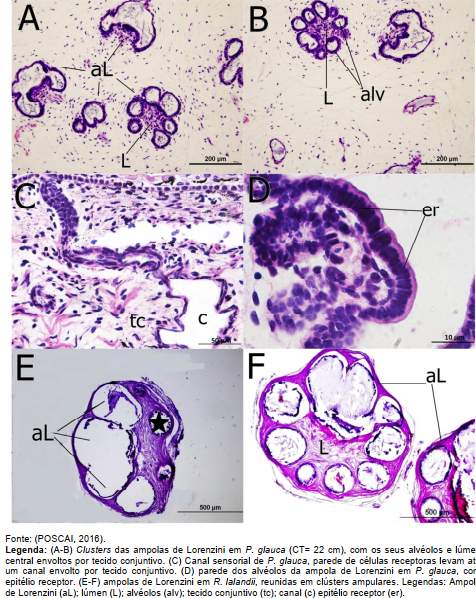 A
B
aL
L
alv
L
200 µm
200 µm
C
D
er
tc
c
50 µm
10 µm
E
F
aL
aL
L
500 µm
500 µm
Fonte: (POSCAI, 2016).
Legenda: (A-B) Clusters das ampolas de Lorenzini em P. glauca (CT= 22 cm), com os seus alvéolos e lúme
central envoltos por tecido conjuntivo. (C) Canal sensorial de P. glauca, parede de células receptoras levam at
um canal envolto por tecido conjuntivo. (D) parede dos alvéolos da ampola de Lorenzini em P. glauca, cor
epitélio receptor. (E-F) ampolas de Lorenzini em R. lalandii, reunidas em clústers ampulares. Legendas: Ampol
de Lorenzini (aL); lúmen (L); alvéolos (alv); tecido conjuntivo (tc); canal (c) epitélio receptor (er).